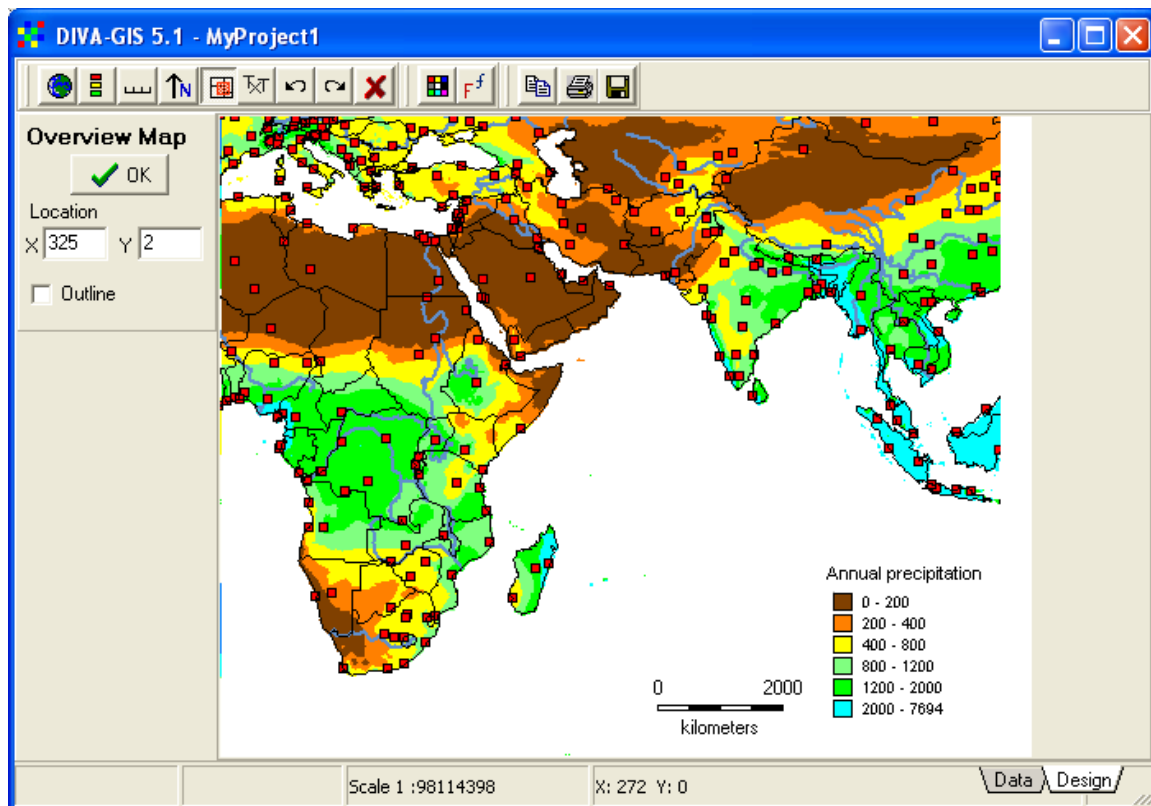 DIVA-GIS 5.1 - MyProject1
N
TXT
F f
Overview Map
OK
Location
X 325 Y 2
Outline
Annual precipitation
0 - 200
200 - 400
400 - 800
800 - 1200
1200 - 2000
2000 - 7694
0 2000
kilometers
Scale 1 :98114398
X: 272 Y: 0
Data Design